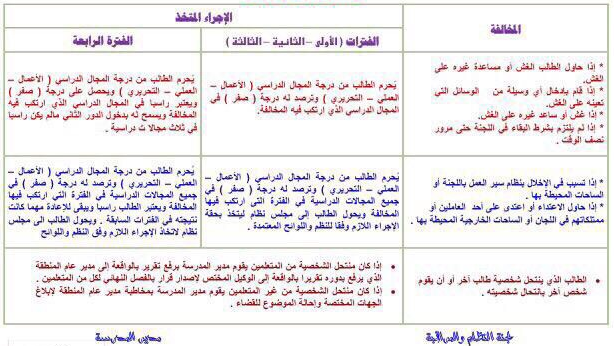 المخالفة
الإجراء المتخذ
الفترات ( الأولى – الثانية – الثالثة )
الفترة الرابعة
* إذا حاول الطالب الغش أو مساعدة غيره على
الغش.
* إذا قام بإدخال أي وسيلة من الوسائل التي
تعينه على الغش.
* إذا غش أو ساعد غيره على الغش.
* إذا لم يلتزم بشرط البقاء في اللجنة حتى مرور
نصف الوقت .
يُحرم الطالب من درجة المجال الدراسي ( الأعمال –
العملي – التحريري ) وترصد له درجة ( صفر ) في
المجال الدراسي الذي ارتكب فيه المخالفة.
يُحرم الطالب من درجة المجال الدراسي ( الأعمال –
العملي – التحريري ) ويحصل على درجة ( صفر )
ويعتبر راسبا في المجال الدراسي الذي ارتكب فيه
المخالفة ويسمح له بدخول الدور الثاني مالم يكن راسبا
في ثلاث مجالات دراسية .
* إذا تسبب في الإخلال بنظام سير العمل باللجنة أو
الساحات المحيطة بها .
* إذا حاول الاعتداء أو اعتدى على أحد العاملين أو
ممتلكاتهم في اللجان أو الساحات الخارجية المحيطة بها .
يُحرم الطالب من درجة المجال الدراسي ( الأعمال –
العملي – التحريري ) وترصد له درجة ( صفر ) في
جميع المجالات الدراسية في الفترة التي ارتكب فيها
المخالفة ويحول الطالب إلى مجلس نظام ليتخذ بحقة
الإجراء اللازم وفقا للنظم واللوائح المعتمدة .
يُحرم الطالب من درجة المجال الدراسي ( الأعمال –
العملي – التحريري ) وترصد له درجة ( صفر ) في
جميع المجالات الدراسية في الفترة التي ارتكب فيها
المخالفة ويعتبر الطالب راسبا ويبقي للإعادة مهما كانت
نتيجته في الفترات السابقة . ويحول الطالب الى مجلس
نظام لاتخاذ الإجراء اللازم وفق النظم واللوائح
• الطالب الذي ينتحل شخصية طالب آخر أو أن يقوم
شخص آخر بانتحال شخصيته .
• إذا كان منتحل الشخصية من المتعلمين يقوم مدير المدرسة برفع تقرير بالواقعة إلى مدير عام المنطقة
الذي يرفع بدوره تقريرا بالواقعة إلى الوكيل المختص لإصدار قرار بالفصل النهائي لكل من المتعلمين .
• إذا كان منتحل الشخصية من غير المتعلمين يقوم مدير المدرسة بمخاطبة مدير عام المنطقة لإبلاغ
الجهات المختصة وإحالة الموضوع للقضاء .
لجنة النظام والمراقبة
مدير المدرسة